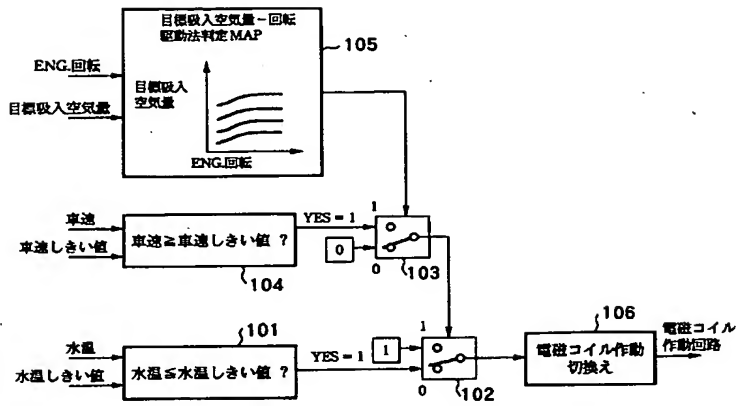 目標吸入空気量－回転
駆動法判定MAP
105
ENG.回転
目標吸入空気量
目標吸入
空気量
ENG.回転
車速
車速しきい値
車速≧車速しきい値 ?
104
YES = 1
1
0
0
103
水温
水温しきい値
101
水温≦水温しきい値 ?
YES = 1
1
1
0
102
106
電磁コイル作動
切換え
電磁コイル
作動回路